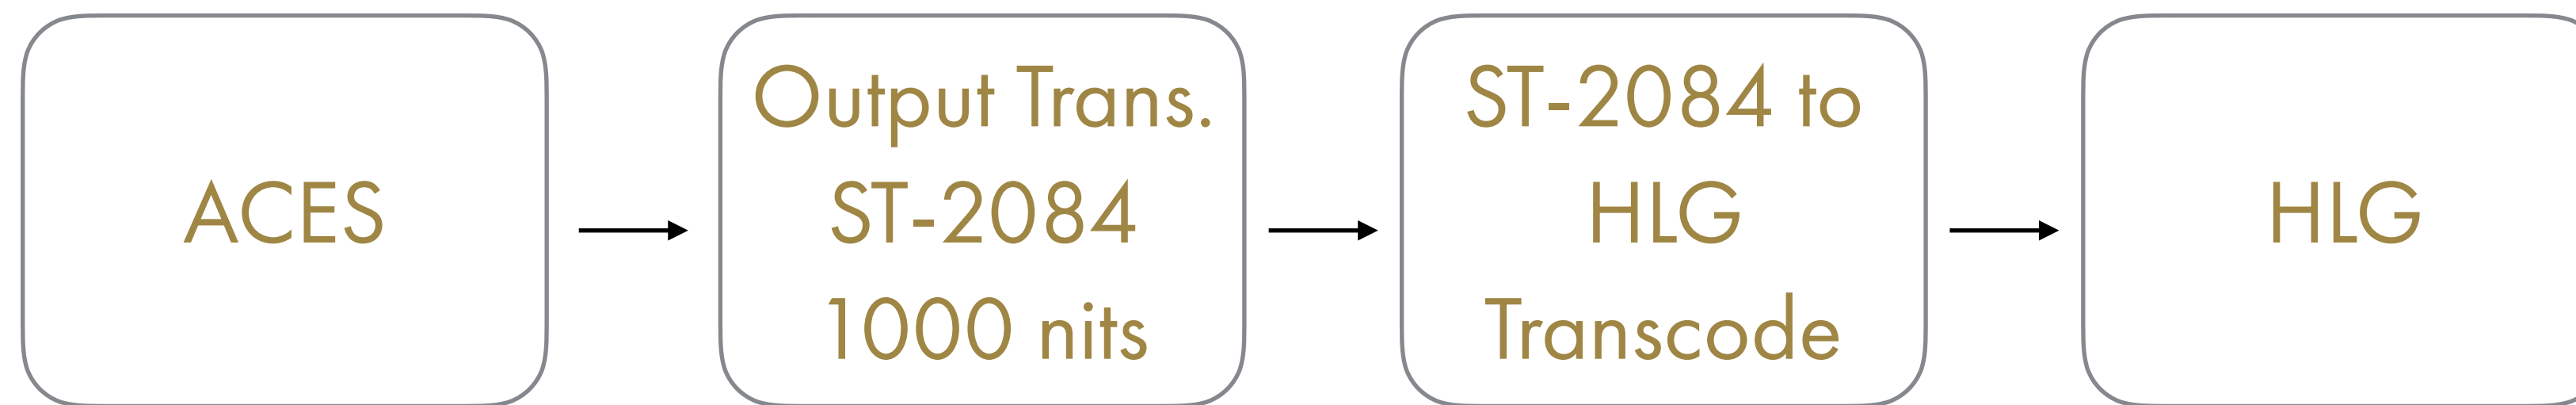 ACES
Output Trans.
ST-2084
1000 nits
ST-2084 to
HLG
Transcode
HLG